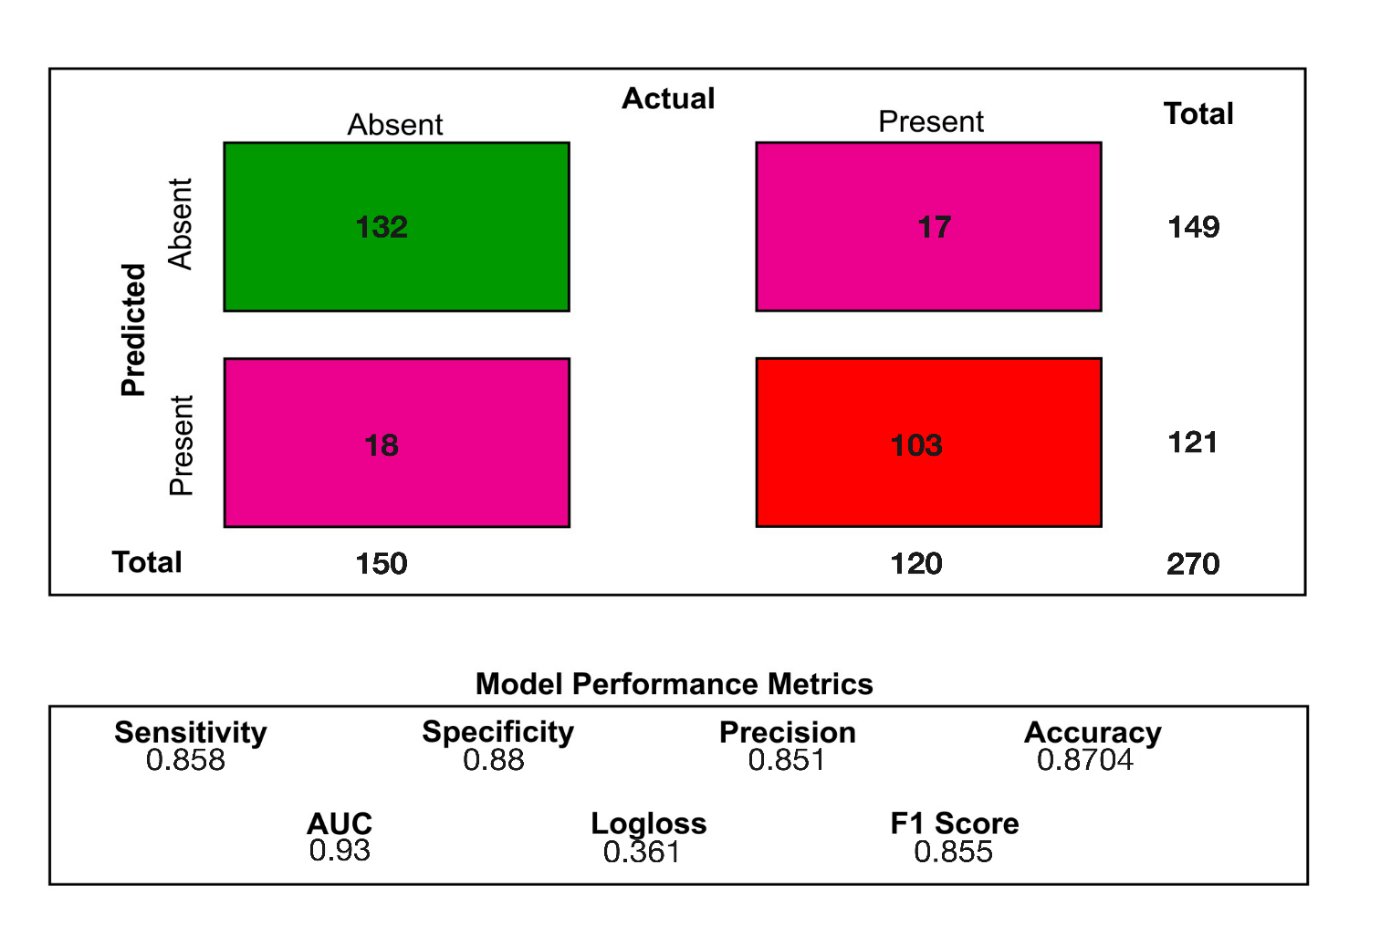 Actual
Total
Absent
Present
Predicted
Absent
132
17
149
Present
18
103
121
Total
150
120
270
Model Performance Metrics
Sensitivity
Specificity
Precision
Accuracy
0.858
0.88
0.851
0.8704
AUC
Logloss
F1 Score
0.93
0.361
0.855